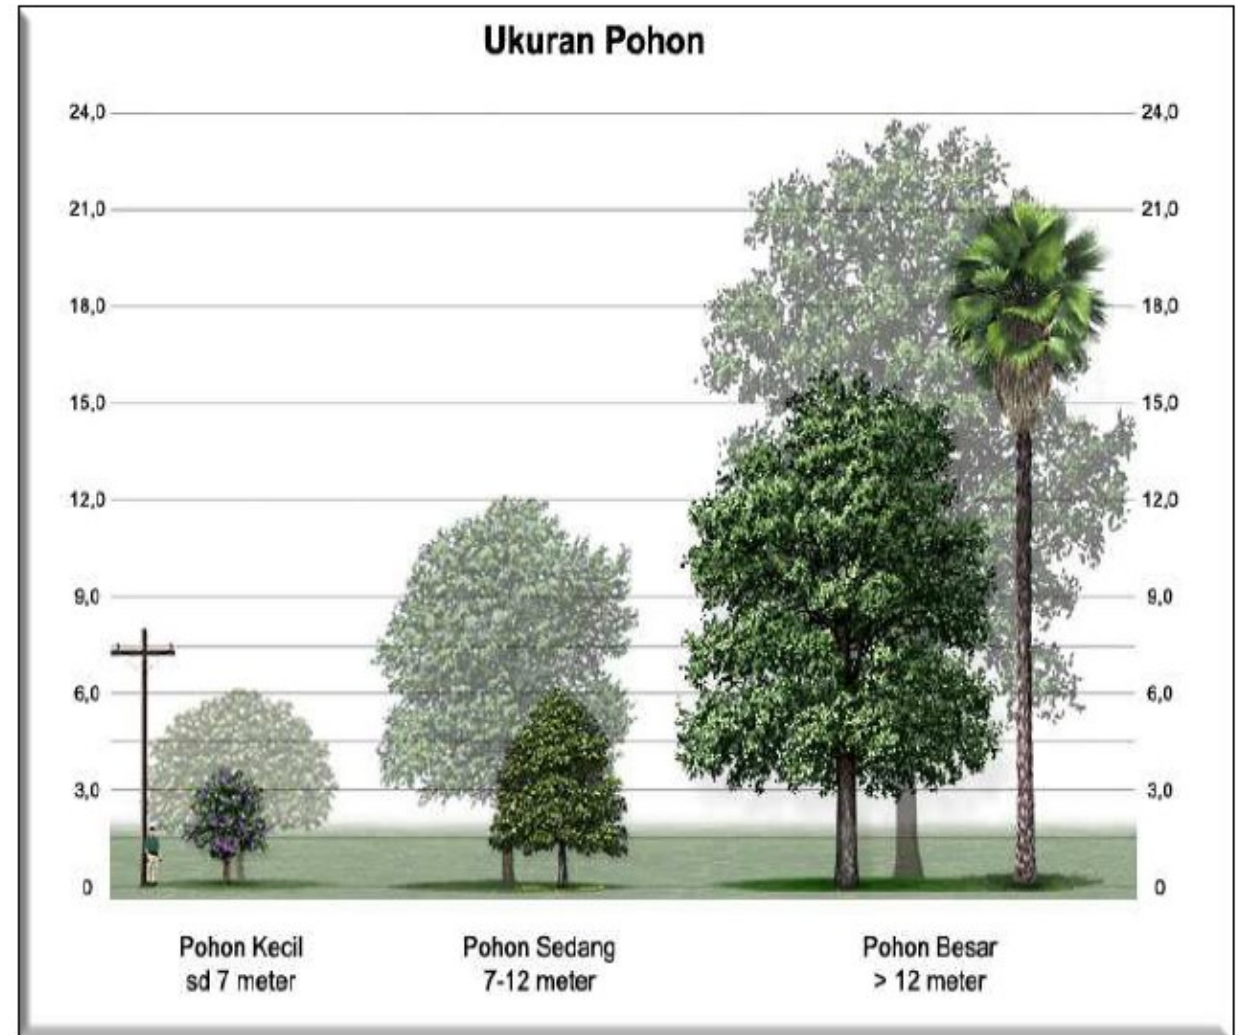 Ukuran Pohon
24,0 24,0
21,0 21,0
18,0 18,0
15,0 15,0
12,0 12,0
9,0 9,0
6,0 6,0
3,0 3,0
0 0
Pohon Kecil
sd 7 meter
Pohon Sedang
7-12 meter
Pohon Besar
> 12 meter